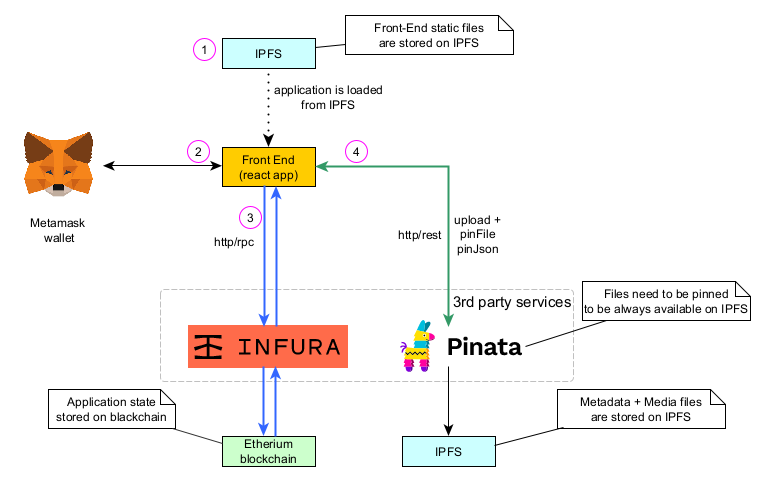 Front-End static files
are stored on IPFS
1
IPFS
application is loaded
from IPFS
2
Front End
(react app)
4
Metamask
wallet
3
http/rpc
http/rest
upload +
pinFile
pinJson
3rd party services
Files need to be pinned
to be always available on IPFS
INFURA
Pinata
Application state
stored on blackchain
Metadata + Media files
are stored on IPFS
Etherium
blockchain
IPFS